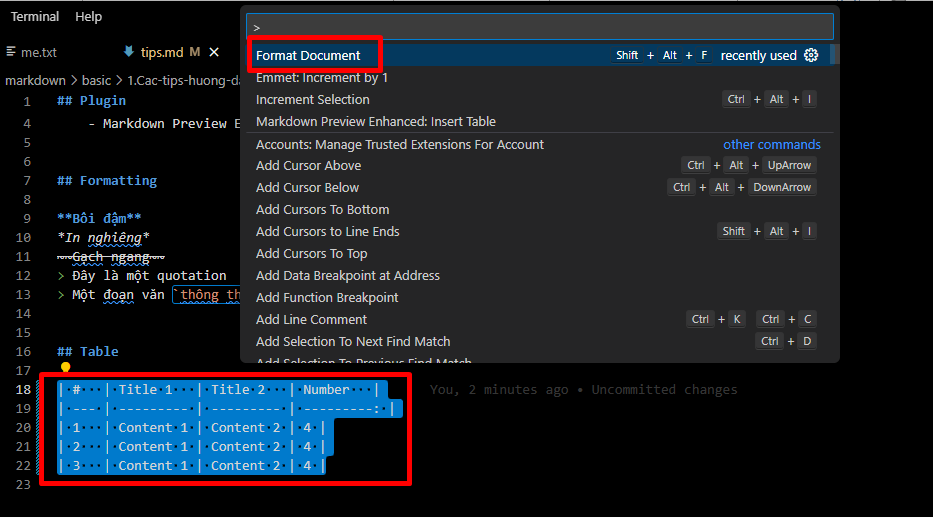 Terminal Help
me.txt
tips.md M
markdown > basic > 1.Cac-tips-huong-d
>
Format Document Shift + Alt + F recently used
Emmet: Increment by 1
Increment Selection Ctrl + Alt + I
Markdown Preview Enhanced: Insert Table
Accounts: Manage Trusted Extensions For Account other commands
Add Cursor Above Ctrl + Alt + UpArrow
Add Cursor Below Ctrl + Alt + DownArrow
Add Cursors To Bottom
Add Cursors to Line Ends Shift + Alt + I
Add Cursors To Top
Add Data Breakpoint at Address
Add Function Breakpoint
Add Line Comment Ctrl + K Ctrl + C
Add Selection To Next Find Match Ctrl + D
Add Selection To Previous Find Match
1 ## Plugin
4 - Markdown Preview E
5
6
7 ## Formatting
8
9 **Bôi đậm**
10 *In nghiêng*
11 ~~Gạch ngang~~
12 > Đây là một quotation
13 > Một đoạn văn `thông th
14
15
16 ## Table
17
18 | # | Title 1 | Title 2 | Number | You, 2 minutes ago • Uncommitted changes
19 | --- | --------- | --------- | ---------: |
20 | 1 | Content 1 | Content 2 | 4 |
21 | 2 | Content 1 | Content 2 | 4 |
22 | 3 | Content 1 | Content 2 | 4 |
23